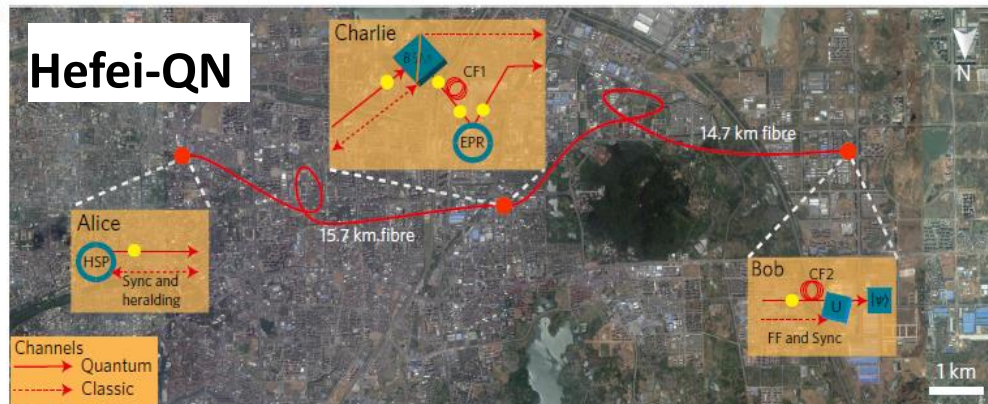 Hefei-QN
Charlie
BSM
CF1
EPR
N
14.7 km fibre
15.7 km fibre
Alice
HSP
Sync and
heralding
Bob
CF2
U
|ψ⟩
FF and Sync
Channels
Quantum
Classic
1 km